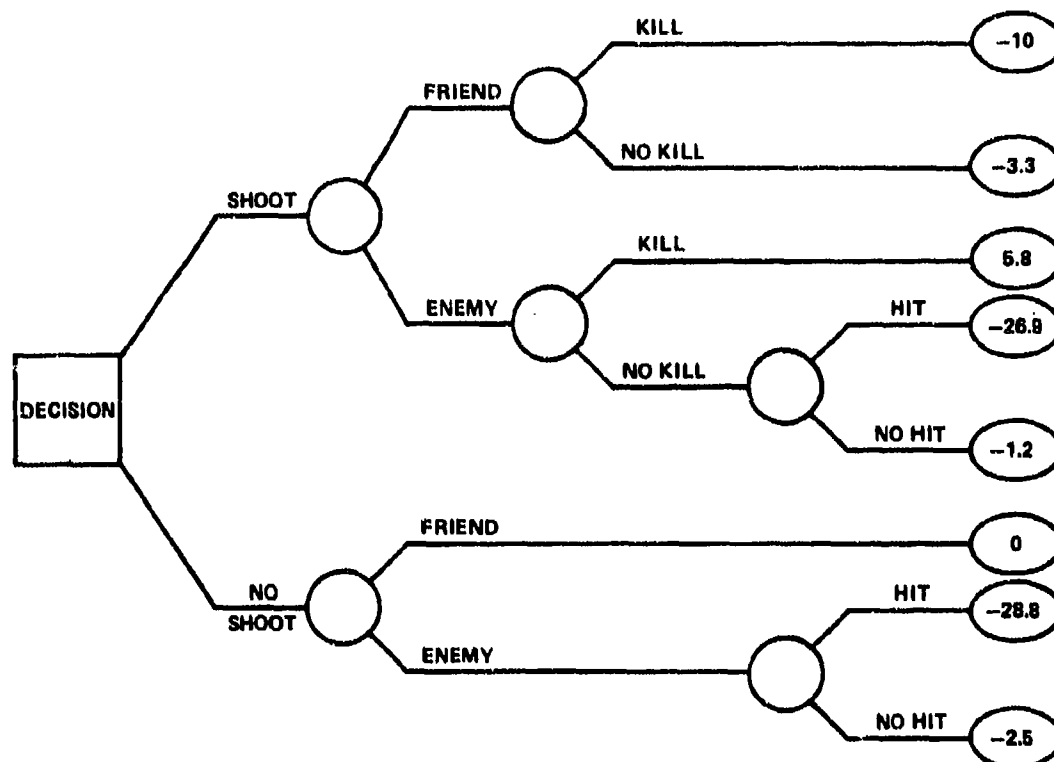 KILL
−10
FRIEND
NO KILL
−3.3
SHOOT
KILL
5.8
ENEMY
HIT
−26.9
NO KILL
DECISION
NO HIT
−1.2
FRIEND
0
NO
SHOOT
HIT
−28.8
ENEMY
NO HIT
−2.5